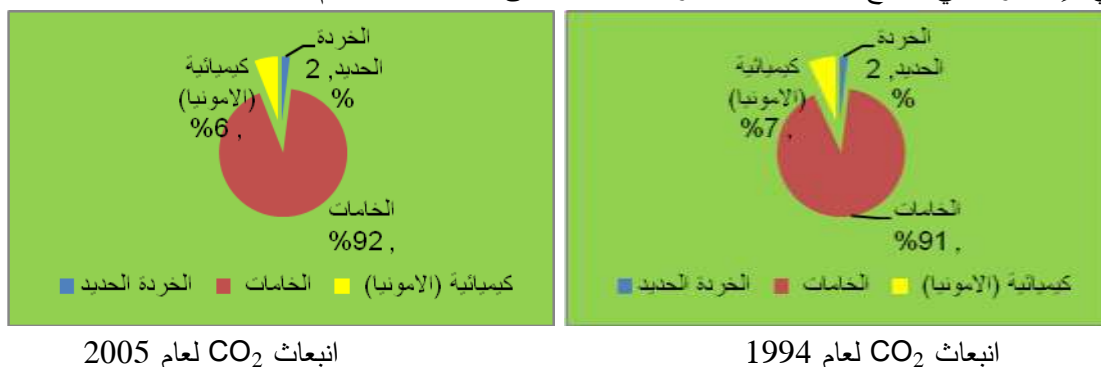 الخردة
الحديد, 2
%
كيميائية
(الامونيا)
, 7%
الخامات
, 91%
كيميائية (الامونيا) الخامات الخردة الحديد
انبعاث CO₂ لعام 1994
الخردة
الحديد, 2
%
كيميائية
(الامونيا)
, 6%
الخامات
, 92%
كيميائية (الامونيا) الخامات الخردة الحديد
انبعاث CO₂ لعام 2005